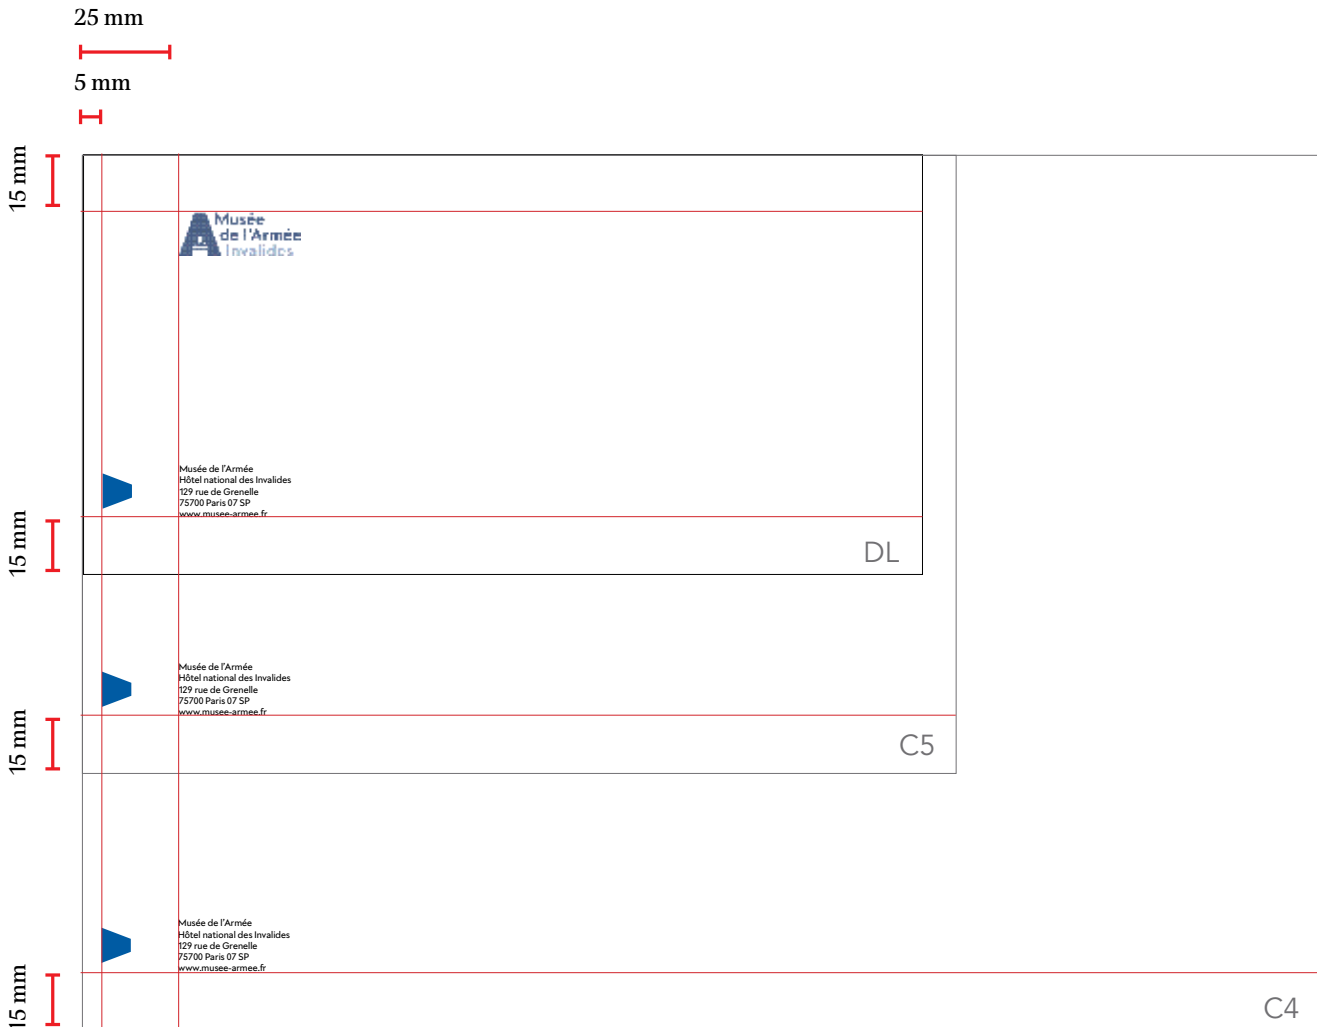 25 mm
5 mm
15 mm
Musée
de l'Armée
Invalides
Musée de l'Armée
Hôtel national des Invalides
129 rue de Grenelle
75700 Paris 07 SP
www.musee-armee.fr
15 mm
DL
Musée de l'Armée
Hôtel national des Invalides
129 rue de Grenelle
75700 Paris 07 SP
www.musee-armee.fr
15 mm
C5
Musée de l'Armée
Hôtel national des Invalides
129 rue de Grenelle
75700 Paris 07 SP
www.musee-armee.fr
15 mm
C4